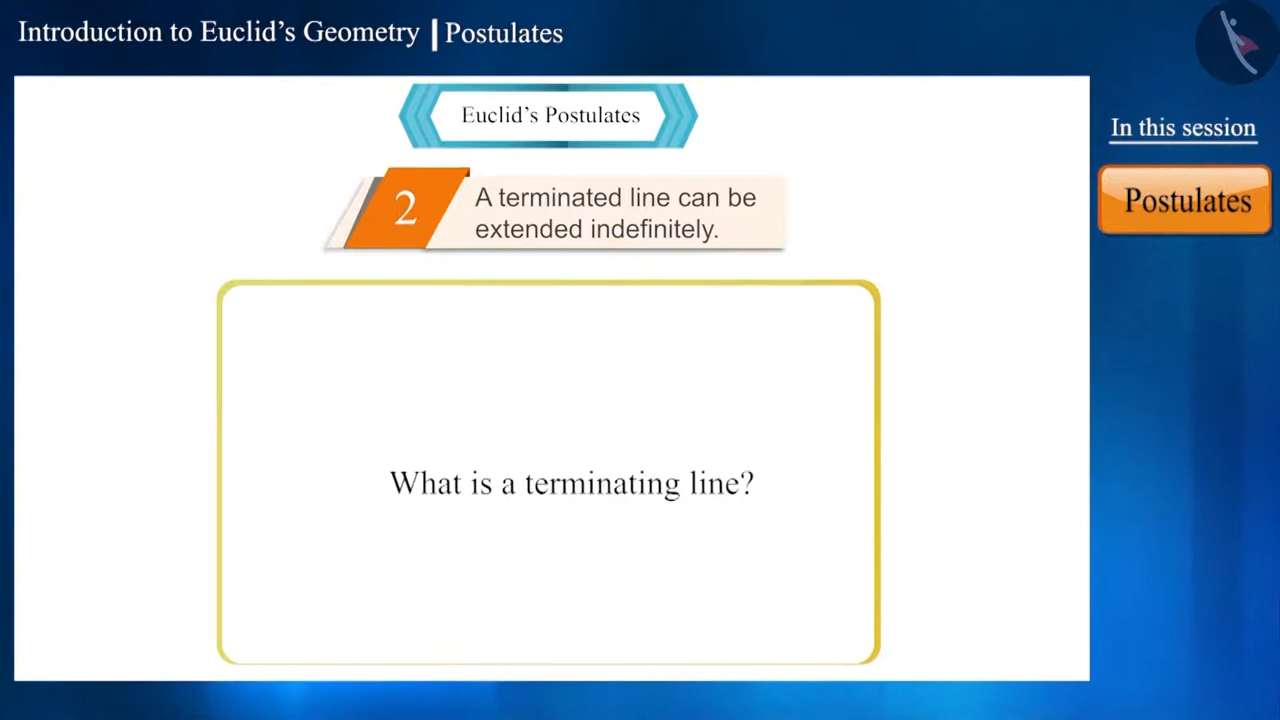 Introduction to Euclid’s Geometry | Postulates
In this session
Postulates
Euclid’s Postulates
2
A terminated line can be
extended indefinitely.
What is a terminating line?